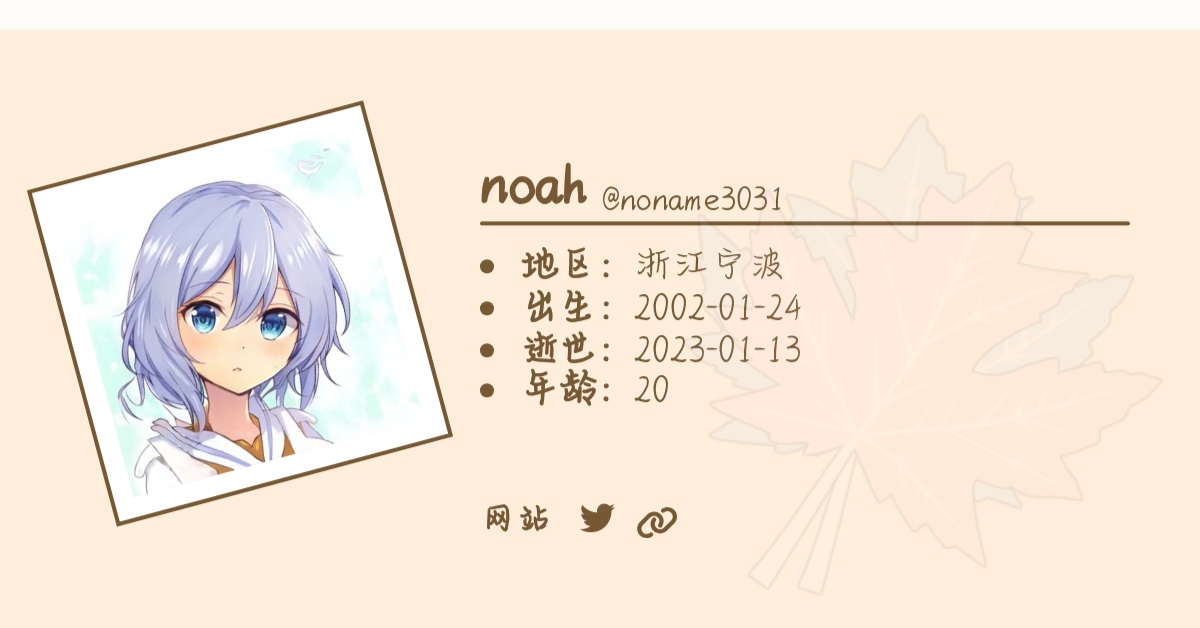 noah @noname3031
地区：浙江宁波
出生：2002-01-24
逝世：2023-01-13
年龄：20
网站